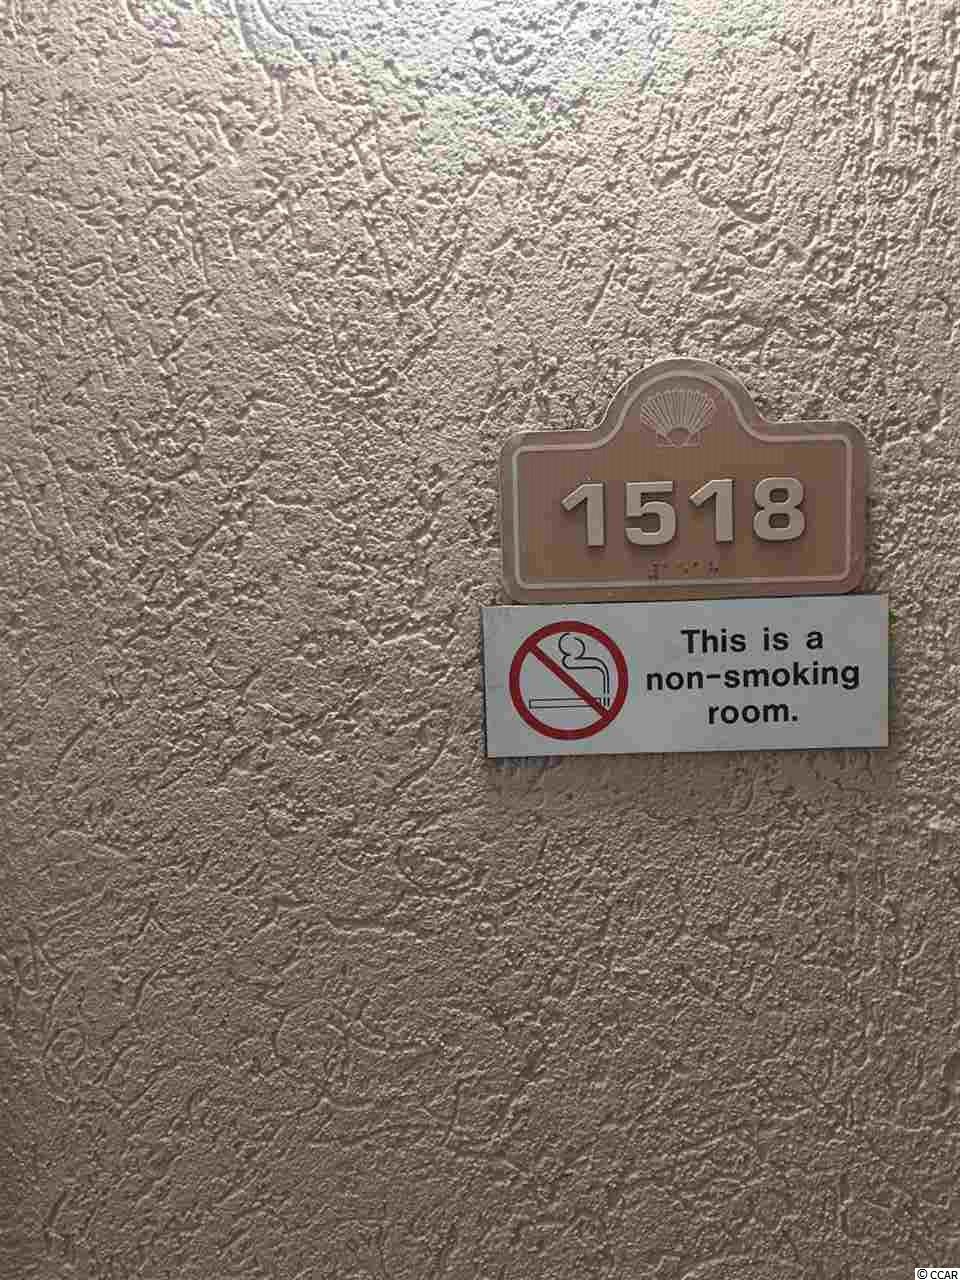 1518
This is a
non-smoking
room.
© CCAR